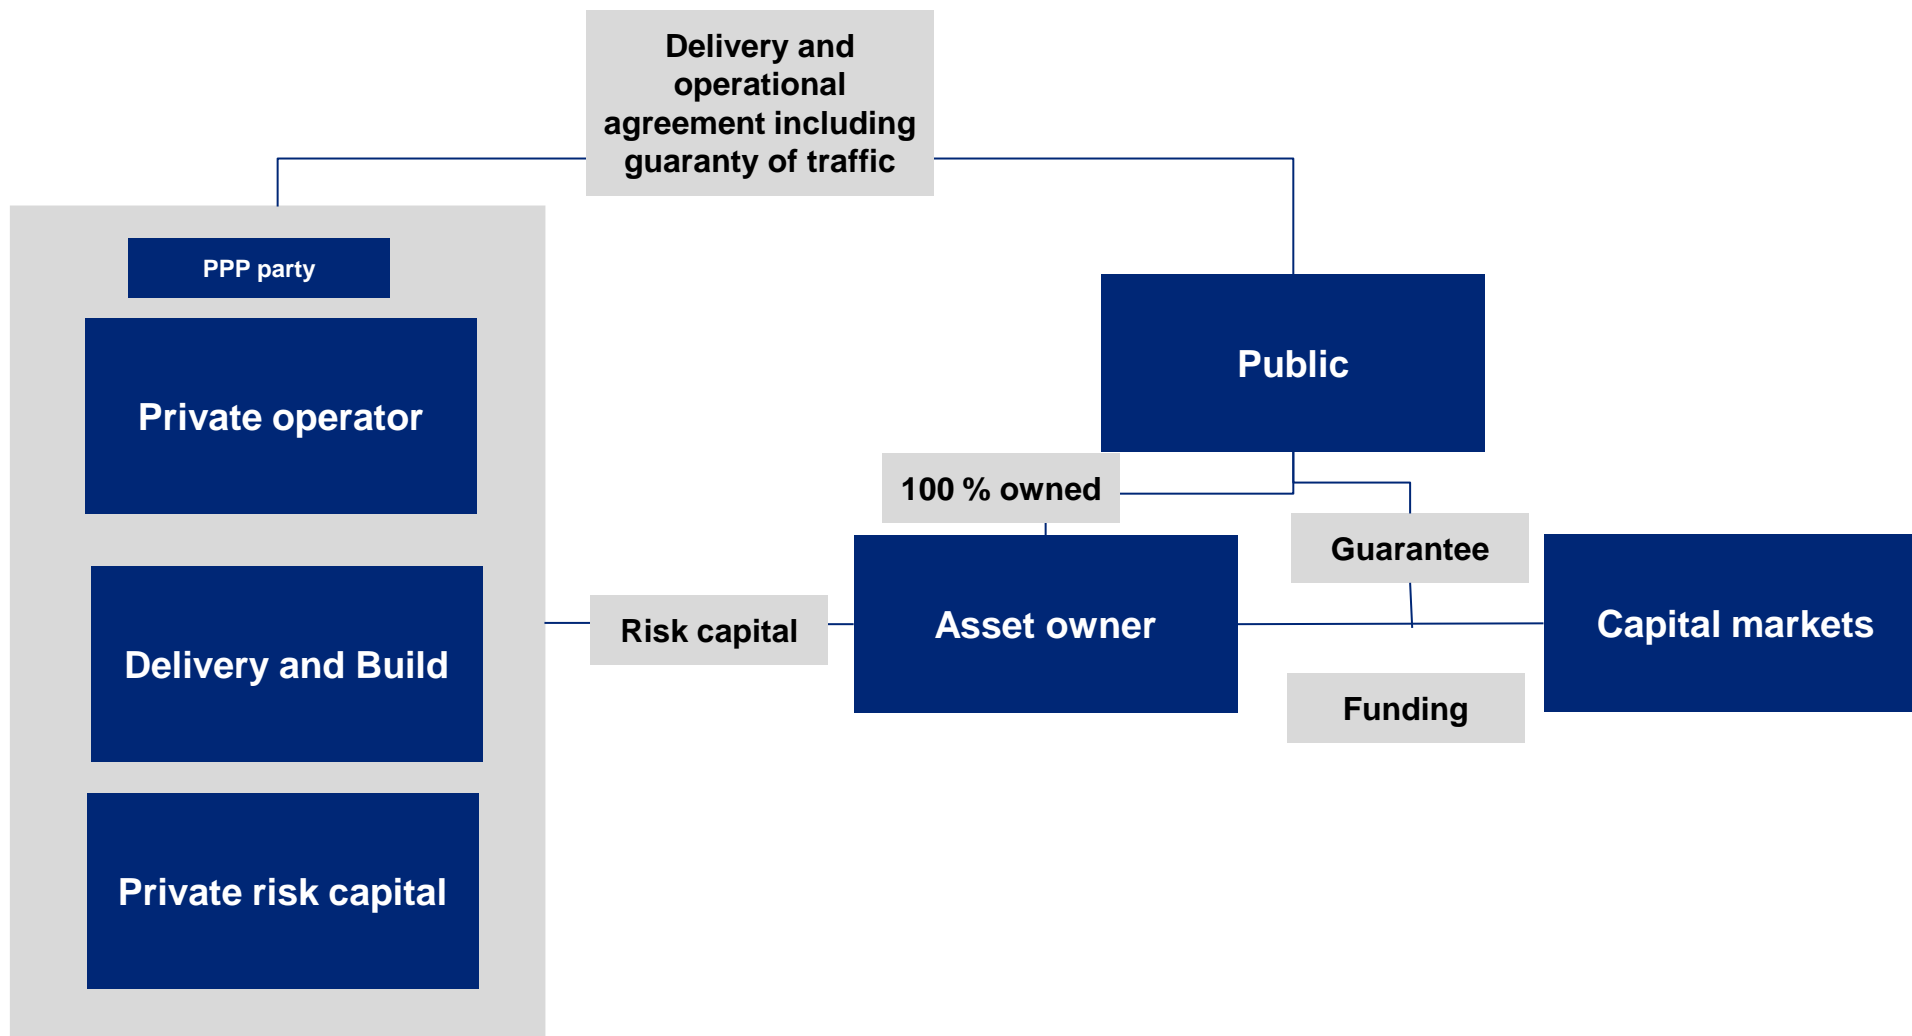 Delivery and
operational
agreement including
guaranty of traffic
PPP party
Private operator
Public
100 % owned
Guarantee
Delivery and Build
Risk capital
Asset owner
Capital markets
Funding
Private risk capital